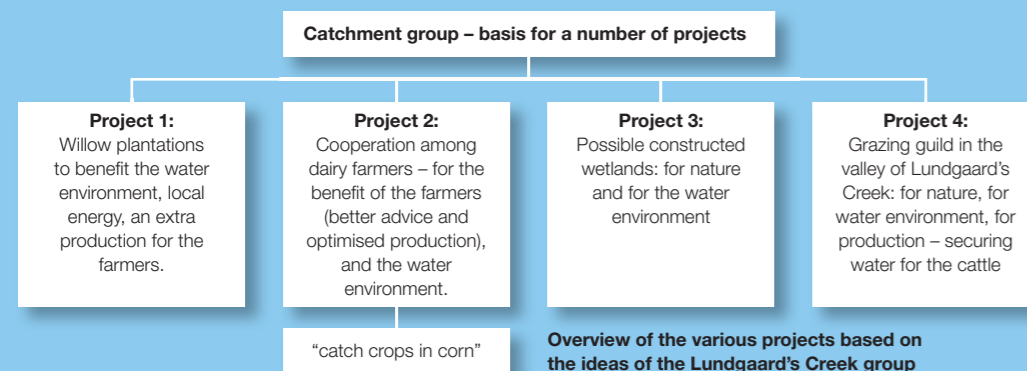 Catchment group – basis for a number of projects
Project 1:
Willow plantations
to benefit the water
environment, local
energy, an extra
production for the
farmers.
Project 2:
Cooperation among
dairy farmers – for the
benefit of the farmers
(better advice and
optimised production),
and the water
environment.
Project 3:
Possible constructed
wetlands: for nature
and for the water
environment
Project 4:
Grazing guild in the
valley of Lundgaard’s
Creek: for nature, for
water environment, for
production – securing
water for the cattle
“catch crops in corn”
Overview of the various projects based on
the ideas of the Lundgaard’s Creek group